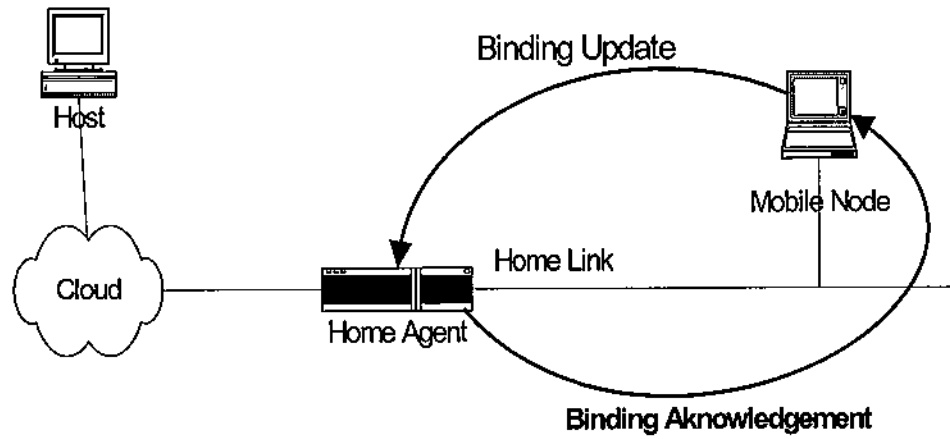 Binding Update
Host
Mobile Node
Home Link
Cloud
Home Agent
Binding Aknowledgement